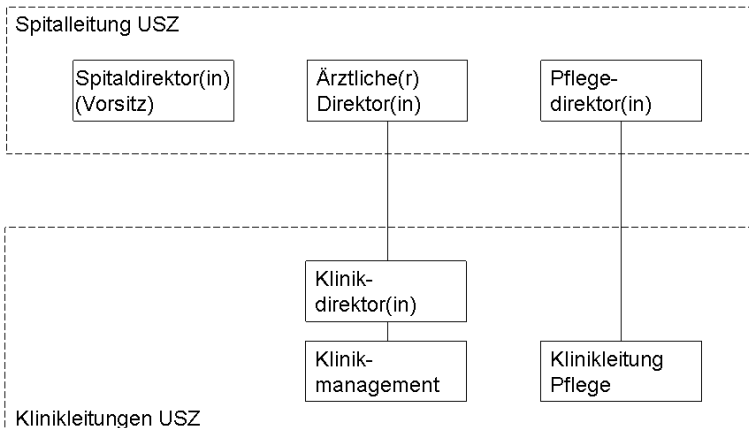 Spitalleitung USZ
Spitaldirektor(in)
(Vorsitz)
Ärztliche(r)
Direktor(in)
Pflege-
direktor(in)
Klinik-
direktor(in)
Klinik-
management
Klinikleitung
Pflege
Klinikleitungen USZ